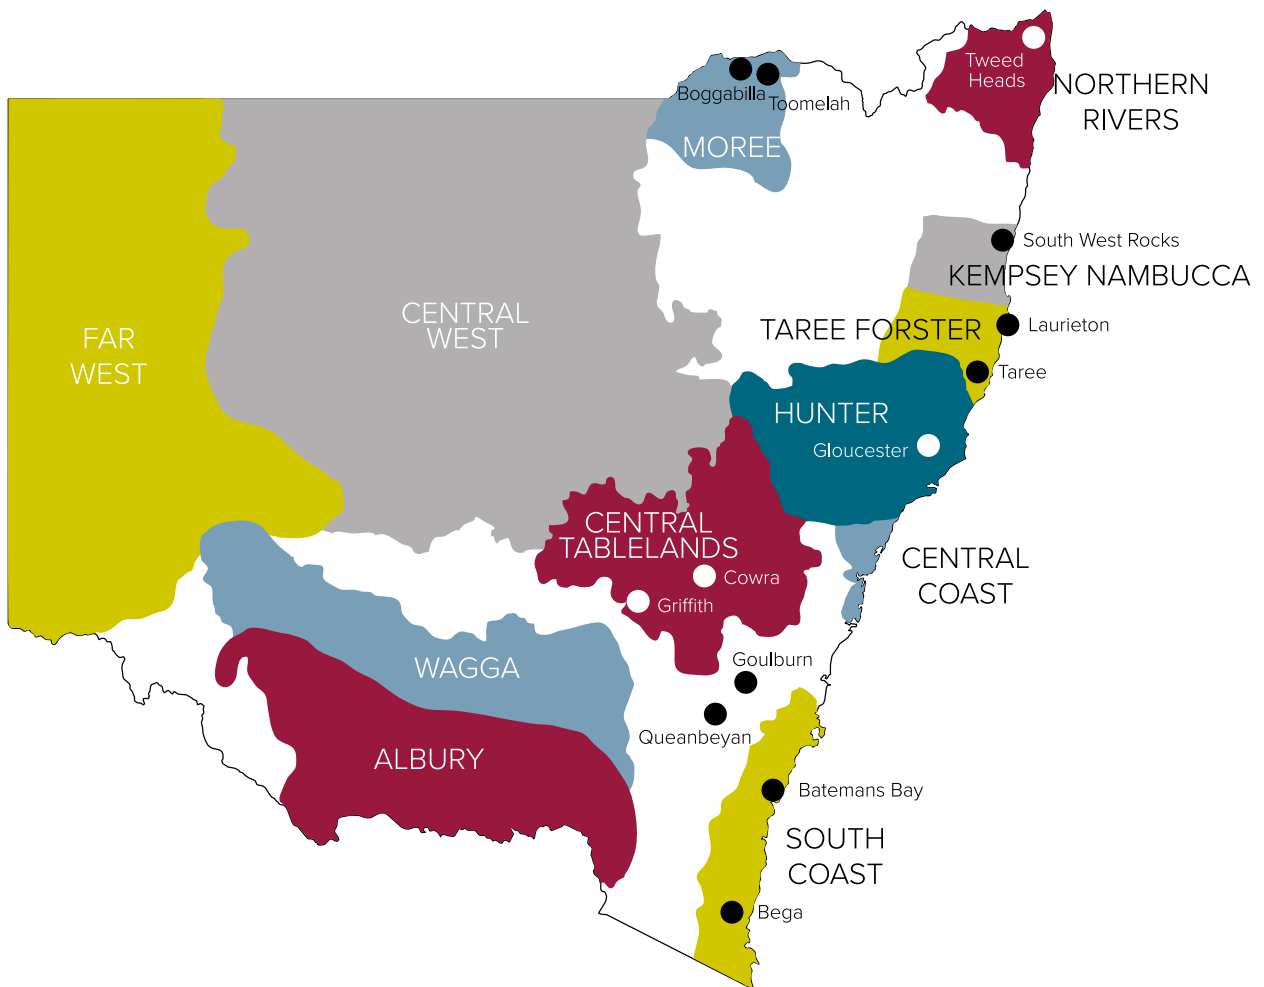 Tweed
Heads
NORTHERN
RIVERS
Boggabilla
Toomelah
MOREE
South West Rocks
KEMPSEY NAMBUCCA
CENTRAL
WEST
FAR
WEST
TAREE FORSTER
Laurieton
Taree
HUNTER
Gloucester
CENTRAL
TABLELANDS
CENTRAL
COAST
Cowra
Griffith
WAGGA
Goulburn
Queanbeyan
ALBURY
Batemans Bay
SOUTH
COAST
Bega